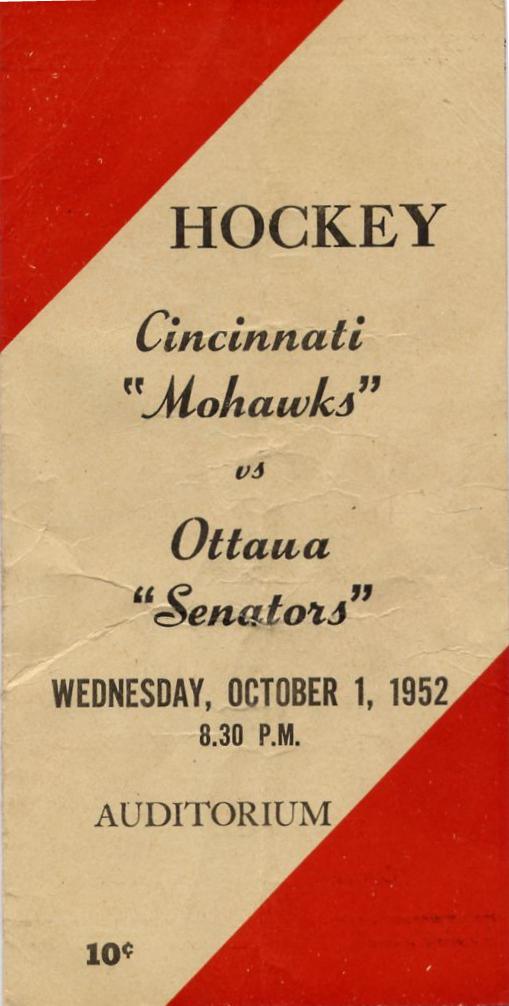 HOCKEY
Cincinnati
"Mohawks"
vs
Ottaua
"Senators"
WEDNESDAY, OCTOBER 1, 1952
8.30 P.M.
AUDITORIUM
10¢